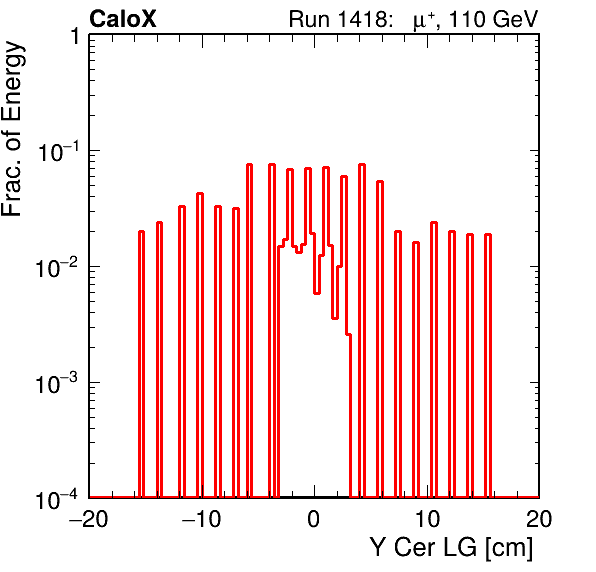 CaloX Run 1418: μ⁺, 110 GeV
Frac. of Energy
1
10⁻¹
10⁻²
10⁻³
10⁻⁴
−20 −10 0 10 20
Y Cer LG [cm]